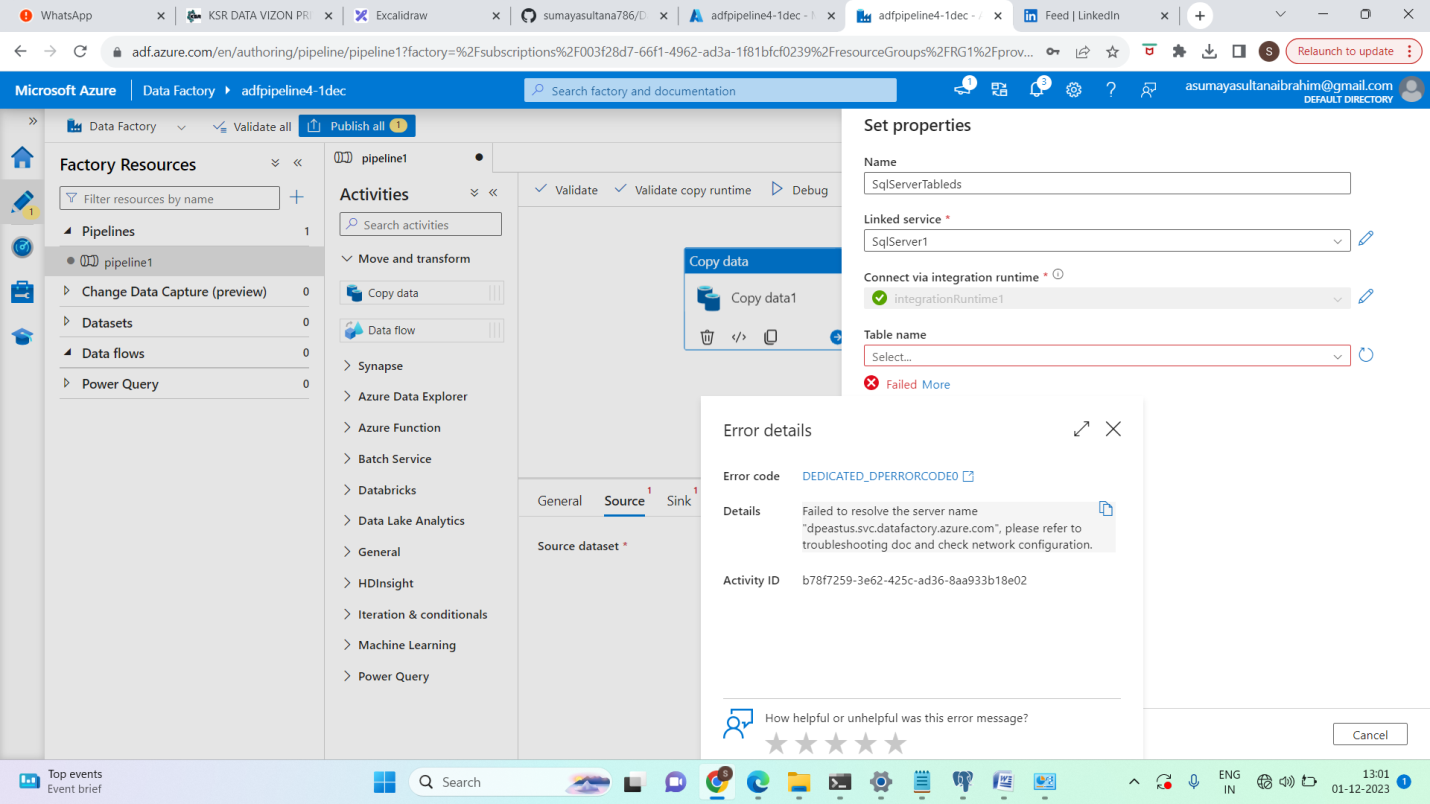 WhatsApp
KSR DATA VIZON PRI
Excalidraw
sumayasultana786/D
adfpipeline4-1dec - M
adfpipeline4-1dec - A
Feed | LinkedIn
adf.azure.com/en/authoring/pipeline/pipeline1?factory=%2Fsubscriptions%2F003f28d7-66f1-4962-ad3a-1f81bfcf0239%2FresourceGroups%2FRG1%2Fprov...
S
Relaunch to update
Microsoft Azure
Data Factory
adfpipeline4-1dec
Search factory and documentation
1
3
asumayasultanaibrahim@gmail.com
DEFAULT DIRECTORY
Data Factory
Validate all
Publish all 1
1
Factory Resources
Filter resources by name
Pipelines 1
pipeline1
Change Data Capture (preview) 0
Datasets 0
Data flows 0
Power Query 0
pipeline1
Activities
Search activities
Move and transform
Copy data
Data flow
Synapse
Azure Data Explorer
Azure Function
Batch Service
Databricks
Data Lake Analytics
General
HDInsight
Iteration & conditionals
Machine Learning
Power Query
Validate
Validate copy runtime
Debug
Copy data
Copy data1
General
Source 1
Sink 1
Source dataset *
Set properties
Name
SqlServerTableds
Linked service *
SqlServer1
Connect via integration runtime *
integrationRuntime1
Table name
Select...
Failed More
Error details
Error code DEDICATED_DPERRORCODE0
Details Failed to resolve the server name
"dpeastus.svc.datafactory.azure.com", please refer to
troubleshooting doc and check network configuration.
Activity ID b78f7259-3e62-425c-ad36-8aa933b18e02
How helpful or unhelpful was this error message?
Cancel
Top events
Event brief
Search
S
ENG
IN
13:01
01-12-2023
1